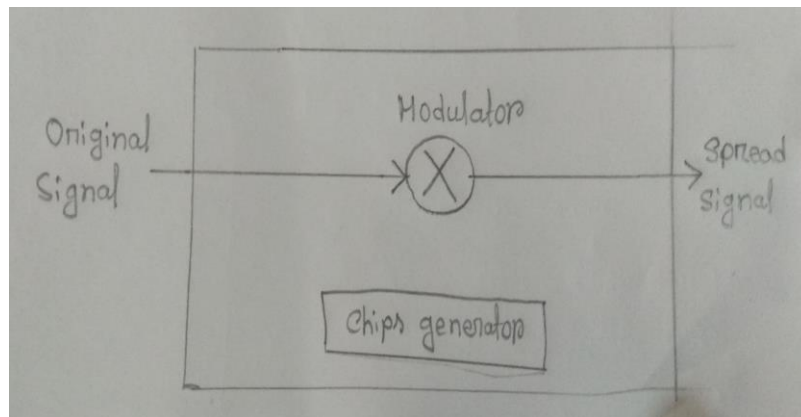 Modulator
Original
Signal
Spread
Signal
Chips generator